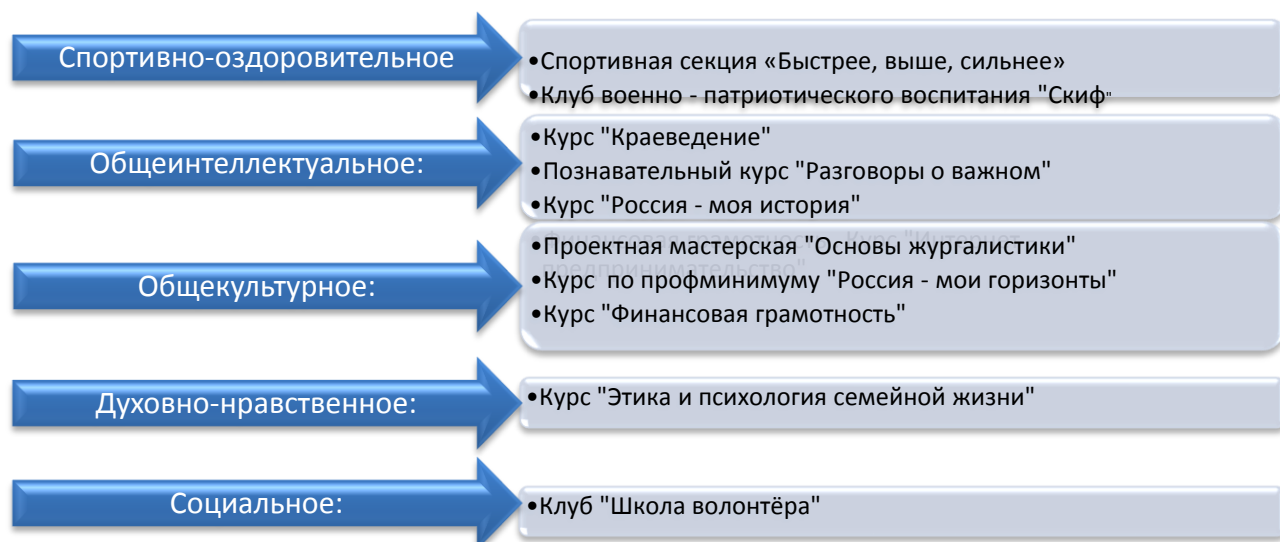 Спортивно-оздоровительное
•Спортивная секция «Быстрее, выше, сильнее»
•Клуб военно - патриотического воспитания "Скиф"
Общеинтеллектуальное:
•Курс "Краеведение"
•Познавательный курс "Разговоры о важном"
•Курс "Россия - моя история"
Общекультурное:
•Проектная мастерская "Основы жургалистики"
предпринимательство"
•Курс по профминимуму "Россия - мои горизонты"
•Курс "Финансовая грамотность"
Духовно-нравственное:
•Курс "Этика и психология семейной жизни"
Социальное:
•Клуб "Школа волонтёра"